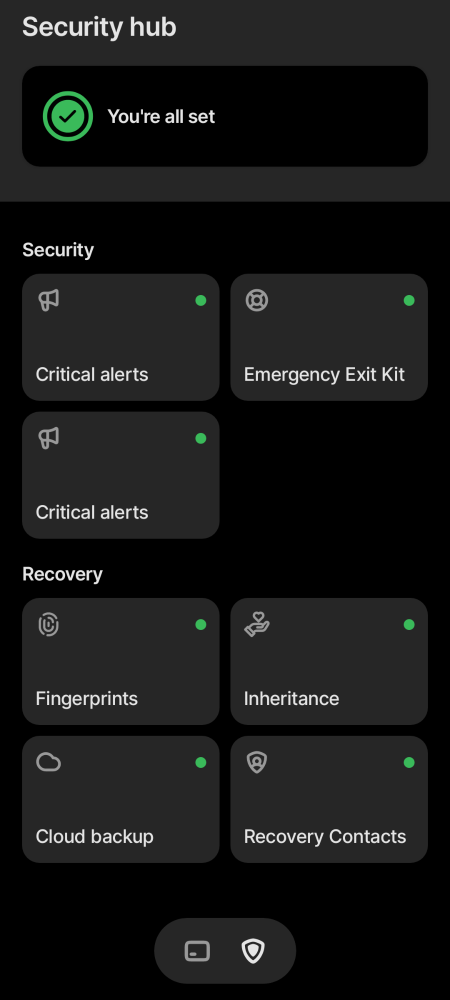 Security hub
You're all set
Security
Critical alerts
Emergency Exit Kit
Critical alerts
Recovery
Fingerprints
Inheritance
Cloud backup
Recovery Contacts